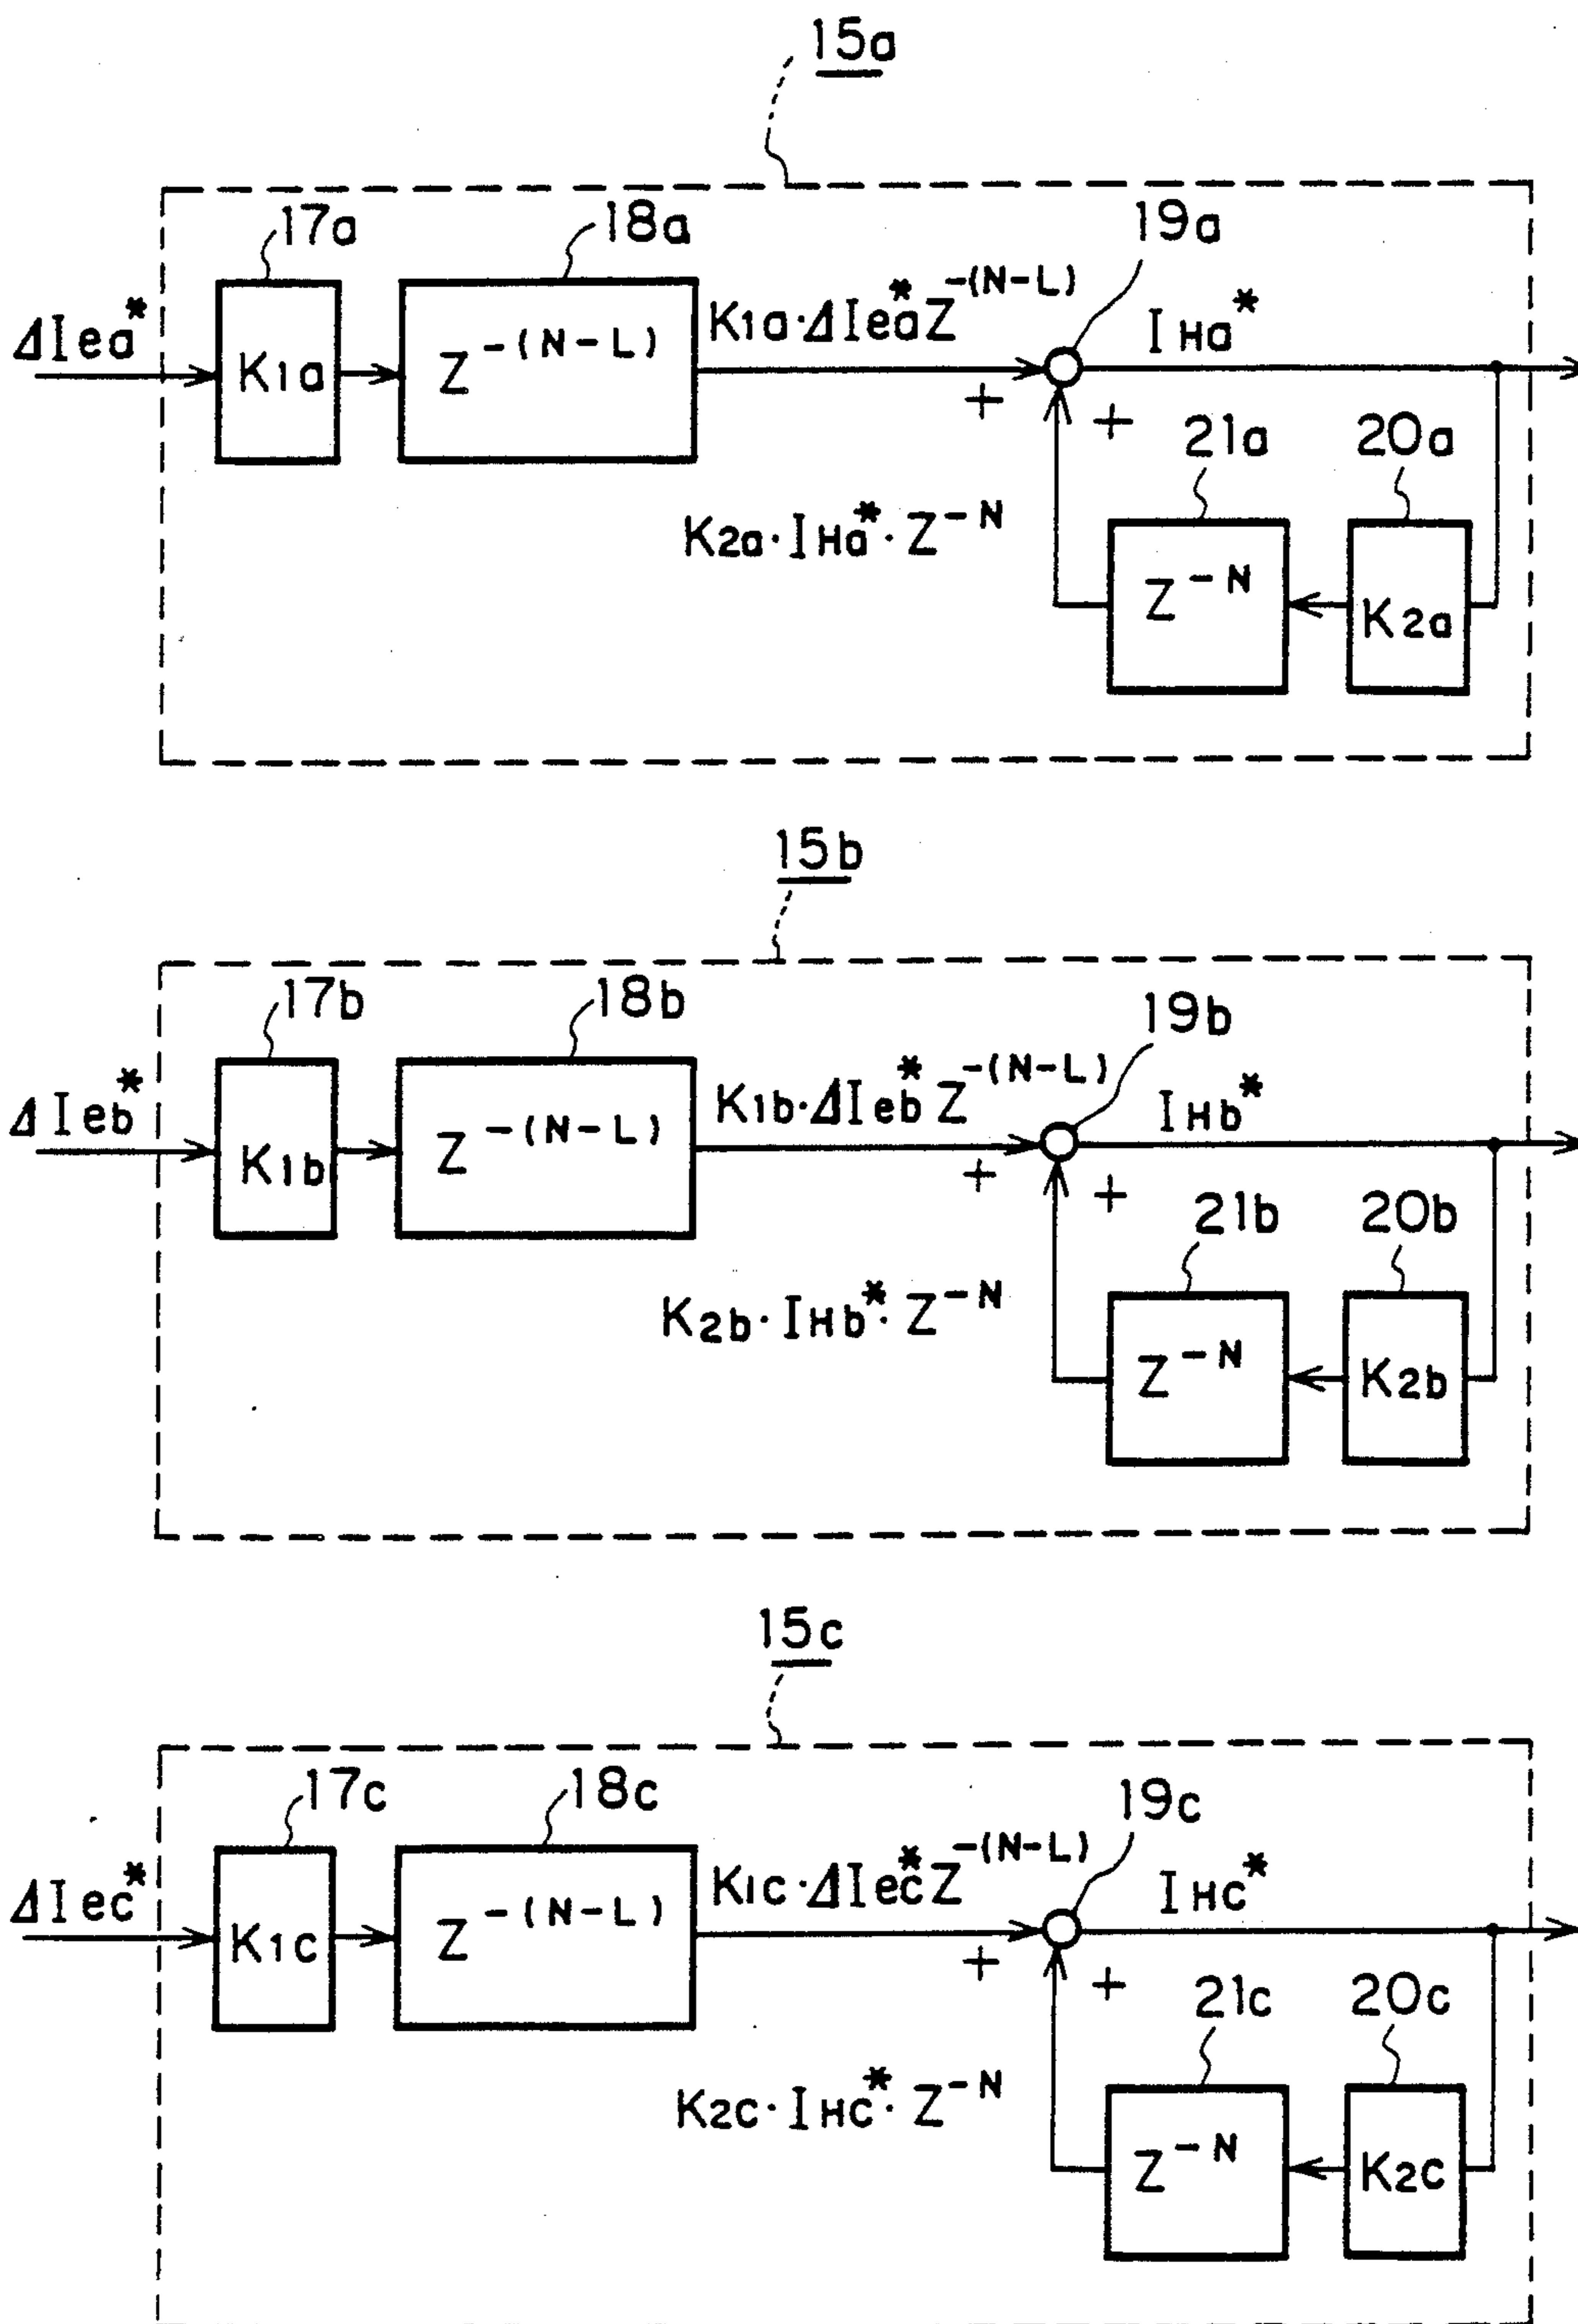 15a
17a
18a
19a
ΔIea*
K1a
Z^-(N-L)
K1a·ΔIea*Z^-(N-L)
IHa*
+
+
21a
20a
K2a·IHa*·Z^-N
Z^-N
K2a
15b
17b
18b
19b
ΔIeb*
K1b
Z^-(N-L)
K1b·ΔIeb*Z^-(N-L)
IHb*
+
+
21b
20b
K2b·IHb*·Z^-N
Z^-N
K2b
15c
17c
18c
19c
ΔIec*
K1c
Z^-(N-L)
K1c·ΔIec*Z^-(N-L)
IHc*
+
+
21c
20c
K2c·IHc*·Z^-N
Z^-N
K2c